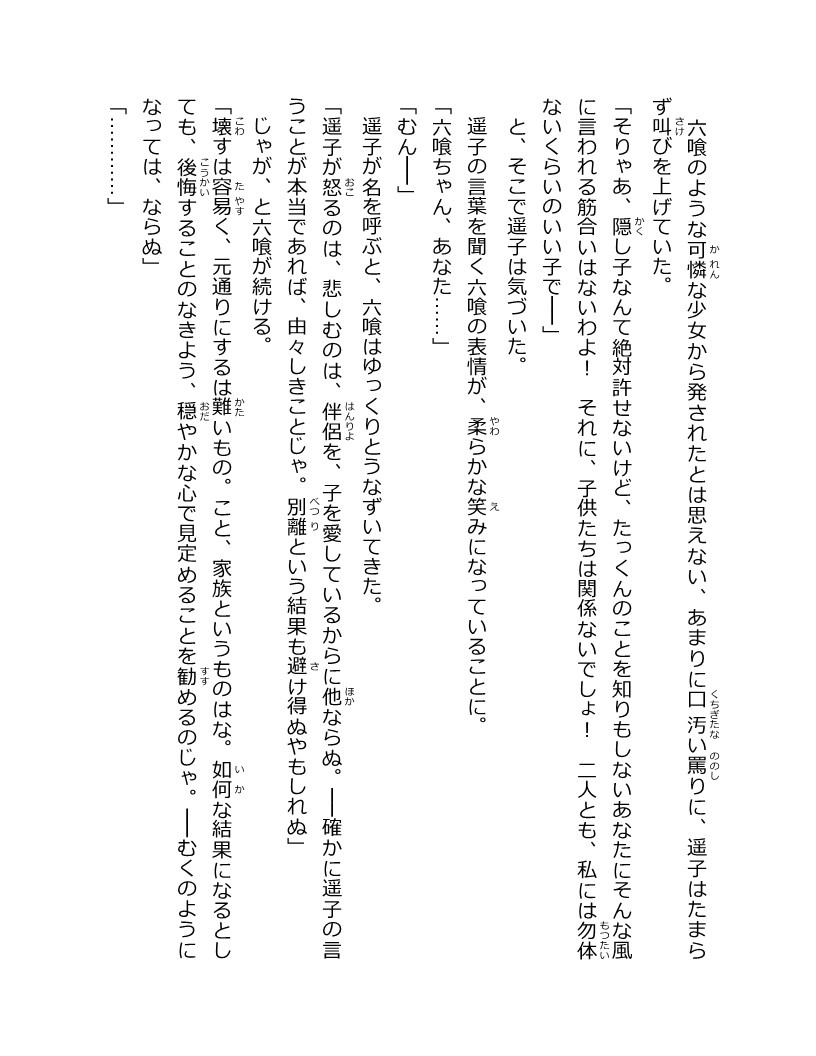 六喰のような可憐な少女から発されたとは思えない、あまりに口汚い罵りに、遥子はたまら
ず叫びを上げていた。
「そりゃあ、隠し子なんて絶対許せないけど、たっくんのことを知りもしないあなたにそんな風
に言われる筋合いはないわよ！　それに、子供たちは関係ないでしょ！　二人とも、私には勿体
ないくらいのいい子で――」
　と、そこで遥子は気づいた。
　遥子の言葉を聞く六喰の表情が、柔らかな笑みになっていることに。
「六喰ちゃん、あなた……」
「むん――」
　遥子が名を呼ぶと、六喰はゆっくりとうなずいてきた。
「遥子が怒るのは、悲しむのは、伴侶を、子を愛しているからに他ならぬ。――確かに遥子の言
うことが本当であれば、由々しきことじゃ。別離という結果も避け得ぬやもしれぬ」
　じゃが、と六喰が続ける。
「壊すは容易く、元通りにするは難いもの。こと、家族というものはな。如何な結果になるとし
ても、後悔することのなきよう、穏やかな心で見定めることを勧めるのじゃ。――むくのように
なっては、ならぬ」
「…………」